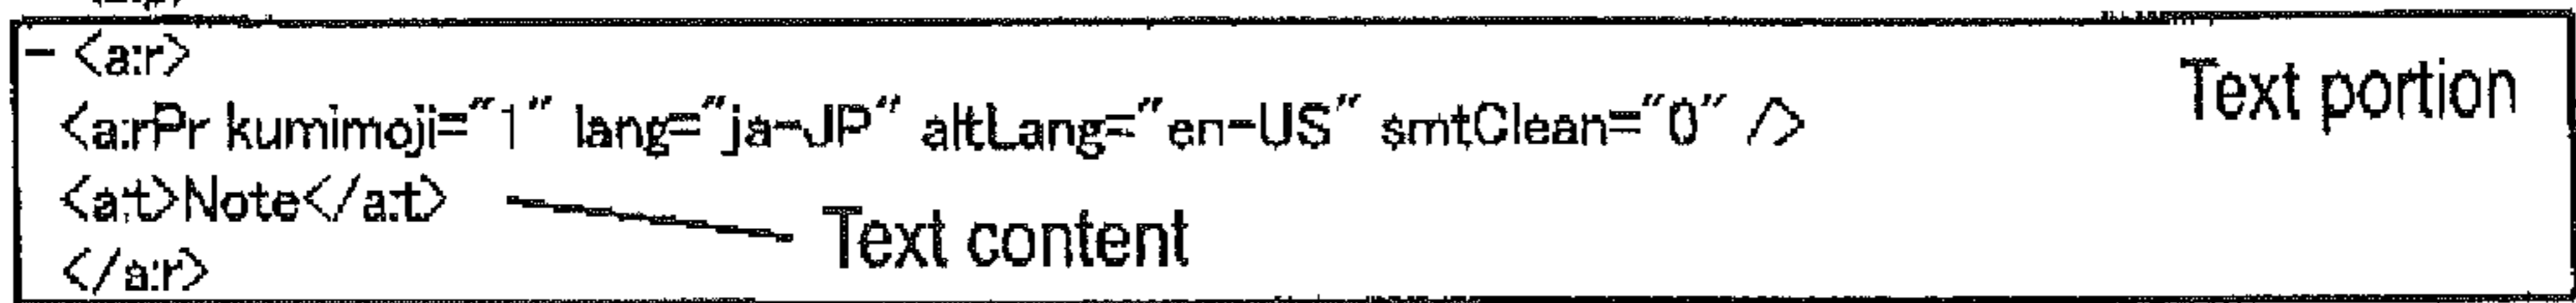 - <a:r>
Text portion
<a:rPr kumimoji="1" lang="ja-JP" altLang="en-US" smtClean="0" />
<a:t>Note</a:t>
Text content
</a:r>